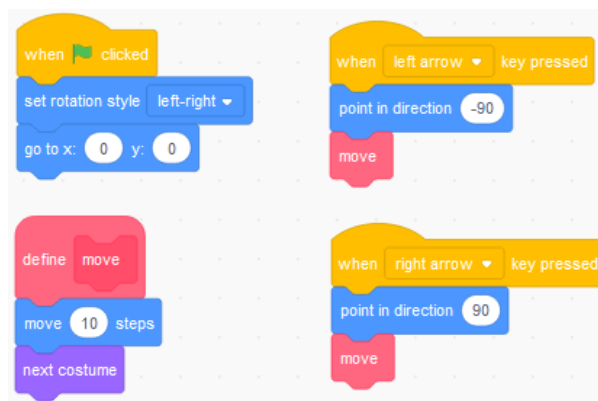 when clicked
set rotation style left-right
go to x: 0 y: 0
when left arrow key pressed
point in direction -90
move
define move
move 10 steps
next costume
when right arrow key pressed
point in direction 90
move